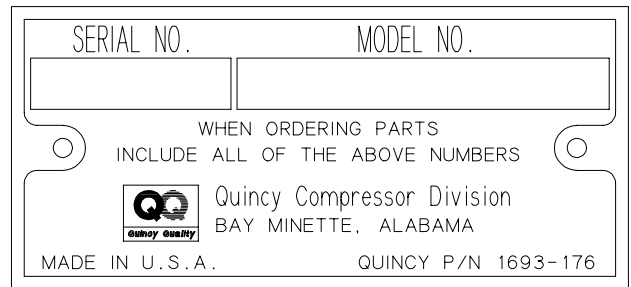 SERIAL NO. MODEL NO.
WHEN ORDERING PARTS
INCLUDE ALL OF THE ABOVE NUMBERS
QQ
Quincy Quality
Quincy Compressor Division
BAY MINETTE, ALABAMA
MADE IN U.S.A. QUINCY P/N 1693-176